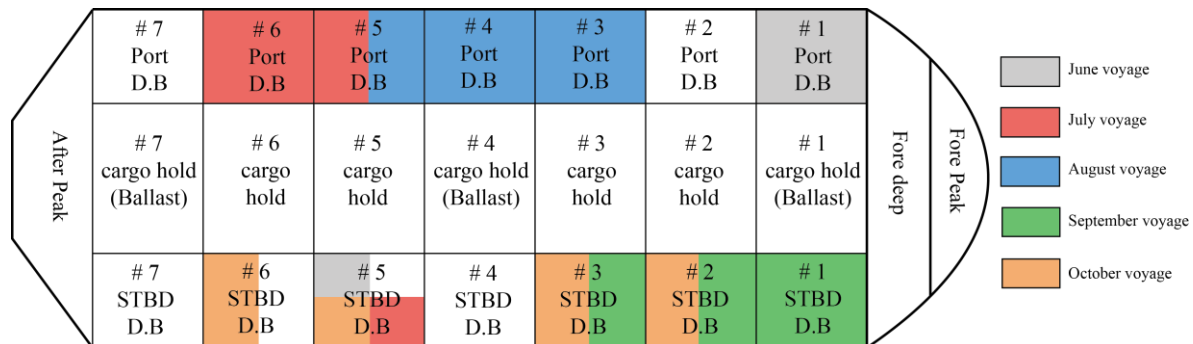 # 7
Port
D.B
# 6
Port
D.B
# 5
Port
D.B
# 4
Port
D.B
# 3
Port
D.B
# 2
Port
D.B
# 1
Port
D.B
After Peak
# 7
cargo hold
(Ballast)
# 6
cargo
hold
# 5
cargo
hold
# 4
cargo hold
(Ballast)
# 3
cargo
hold
# 2
cargo
hold
# 1
cargo hold
(Ballast)
Fore deep
Fore Peak
# 7
STBD
D.B
# 6
STBD
D.B
# 5
STBD
D.B
# 4
STBD
D.B
# 3
STBD
D.B
# 2
STBD
D.B
# 1
STBD
D.B
June voyage
July voyage
August voyage
September voyage
October voyage